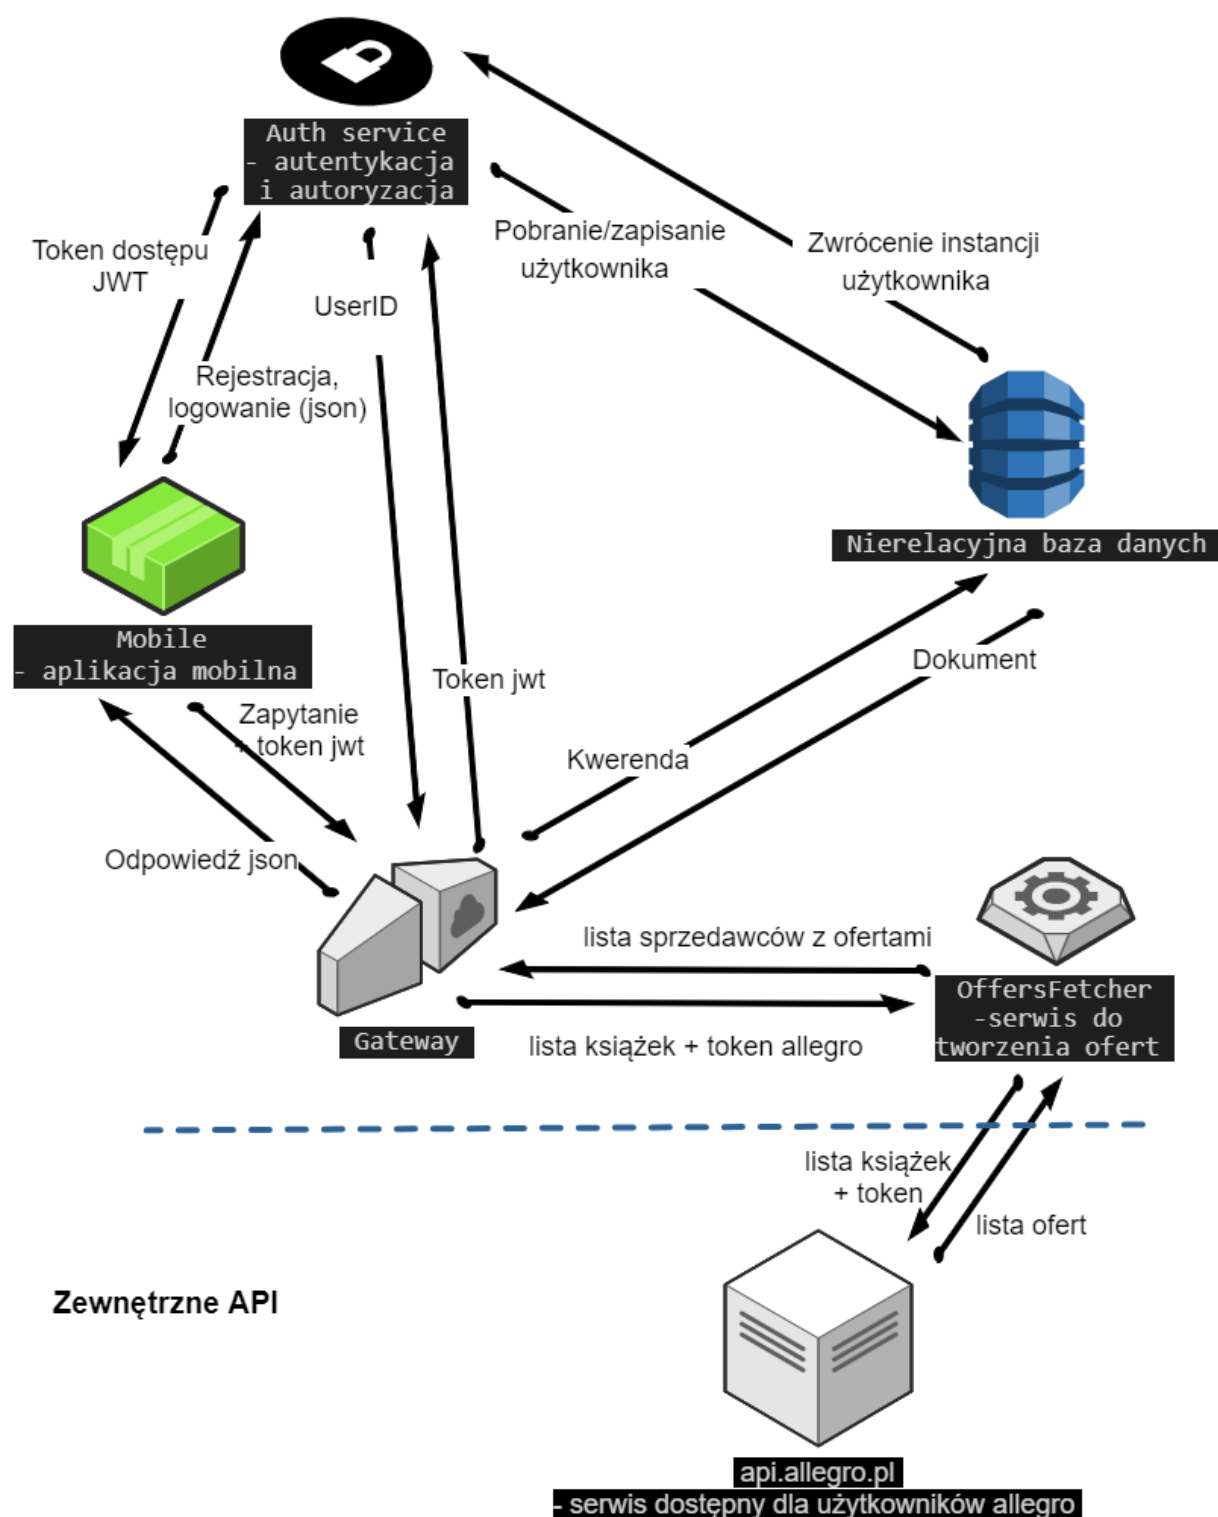 Auth service
- autentykacja
i autoryzacja
Token dostępu
JWT
UserID
Pobranie/zapisanie
użytkownika
Zwrócenie instancji
użytkownika
Rejestracja,
logowanie (json)
Nierelacyjna baza danych
Mobile
- aplikacja mobilna
Token jwt
Dokument
Zapytanie
+ token jwt
Kwerenda
Odpowiedź json
lista sprzedawców z ofertami
OffersFetcher
-serwis do
tworzenia ofert
Gateway
lista książek + token allegro
lista książek
+ token
lista ofert
Zewnętrzne API
api.allegro.pl
- serwis dostępny dla użytkowników allegro